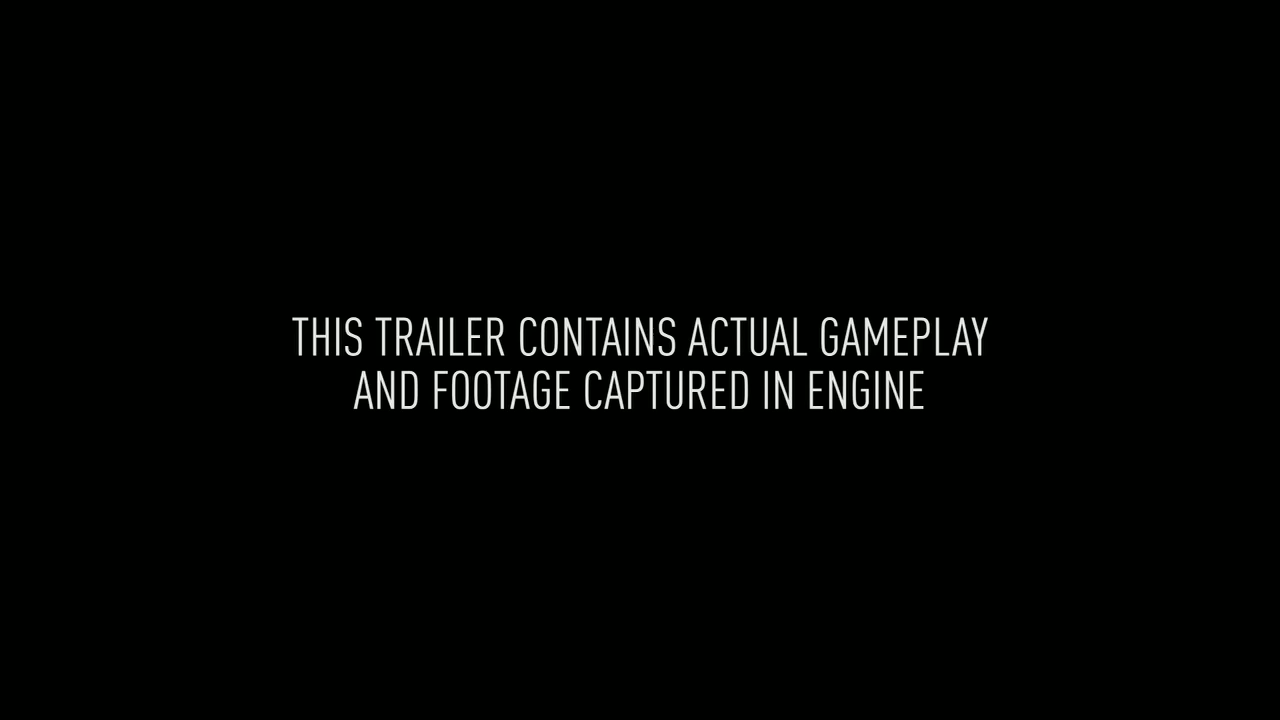 THIS TRAILER CONTAINS ACTUAL GAMEPLAY
AND FOOTAGE CAPTURED IN ENGINE